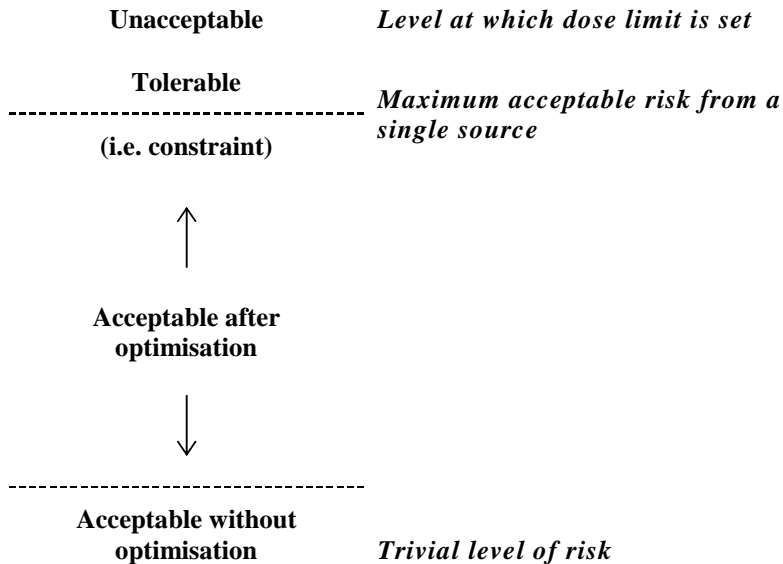 Unacceptable
Level at which dose limit is set
Tolerable
Maximum acceptable risk from a
single source
(i.e. constraint)
Acceptable after
optimisation
Acceptable without
optimisation
Trivial level of risk